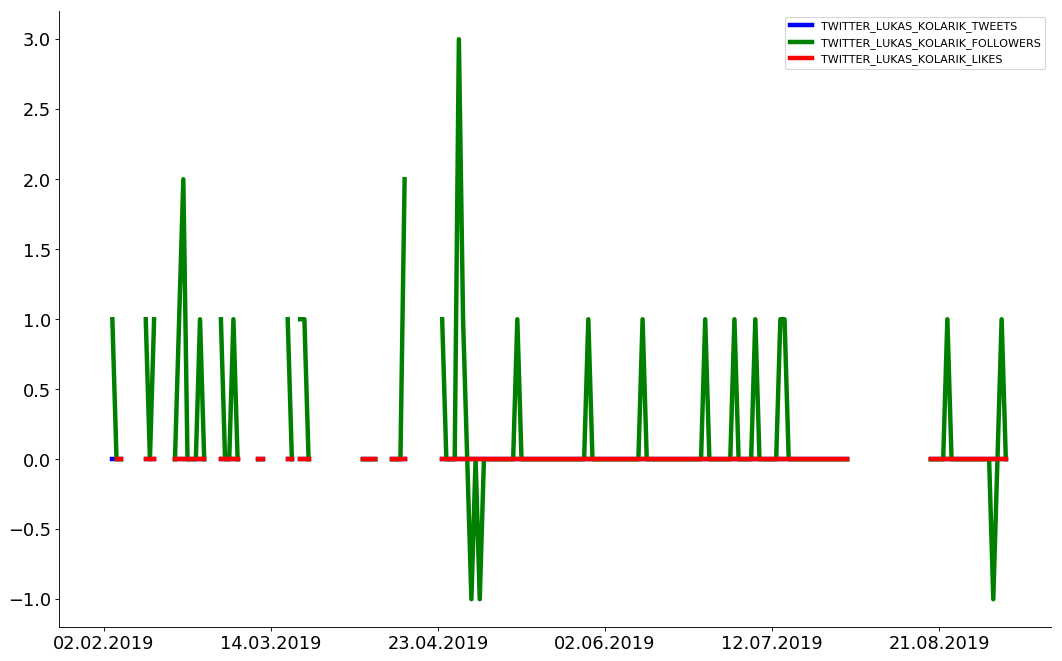 TWITTER_LUKAS_KOLARIK_TWEETS
TWITTER_LUKAS_KOLARIK_FOLLOWERS
TWITTER_LUKAS_KOLARIK_LIKES
3.0
2.5
2.0
1.5
1.0
0.5
0.0
−0.5
−1.0
02.02.2019 14.03.2019 23.04.2019 02.06.2019 12.07.2019 21.08.2019